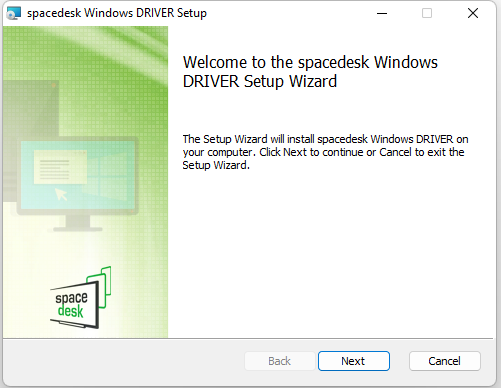 spacedesk Windows DRIVER Setup
Welcome to the spacedesk Windows
DRIVER Setup Wizard
The Setup Wizard will install spacedesk Windows DRIVER on
your computer. Click Next to continue or Cancel to exit the
Setup Wizard.
space
desk
Back
Next
Cancel